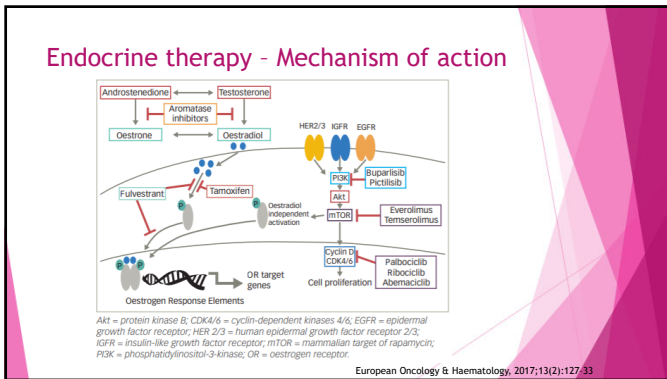 Endocrine therapy – Mechanism of action
Androstenedione
Testosterone
Aromatase
inhibitors
Oestrone
Oestradiol
HER2/3 IGFR EGFR
PI3K
Buparlisib
Pictilisib
Fulvestrant
Tamoxifen
Akt
P
P
Oestradiol
independent
activation
mTOR
Everolimus
Temserolimus
P
P
OR target
genes
Cyclin D
CDK4/6
Palbociclib
Ribociclib
Abemaciclib
Cell proliferation
Oestrogen Response Elements
Akt = protein kinase B; CDK4/6 = cyclin-dependent kinases 4/6; EGFR = epidermal
growth factor receptor; HER 2/3 = human epidermal growth factor receptor 2/3;
IGFR = insulin-like growth factor receptor; mTOR = mammalian target of rapamycin;
PI3K = phosphatidylinositol-3-kinase; OR = oestrogen receptor.
European Oncology & Haematology, 2017;13(2):127-33